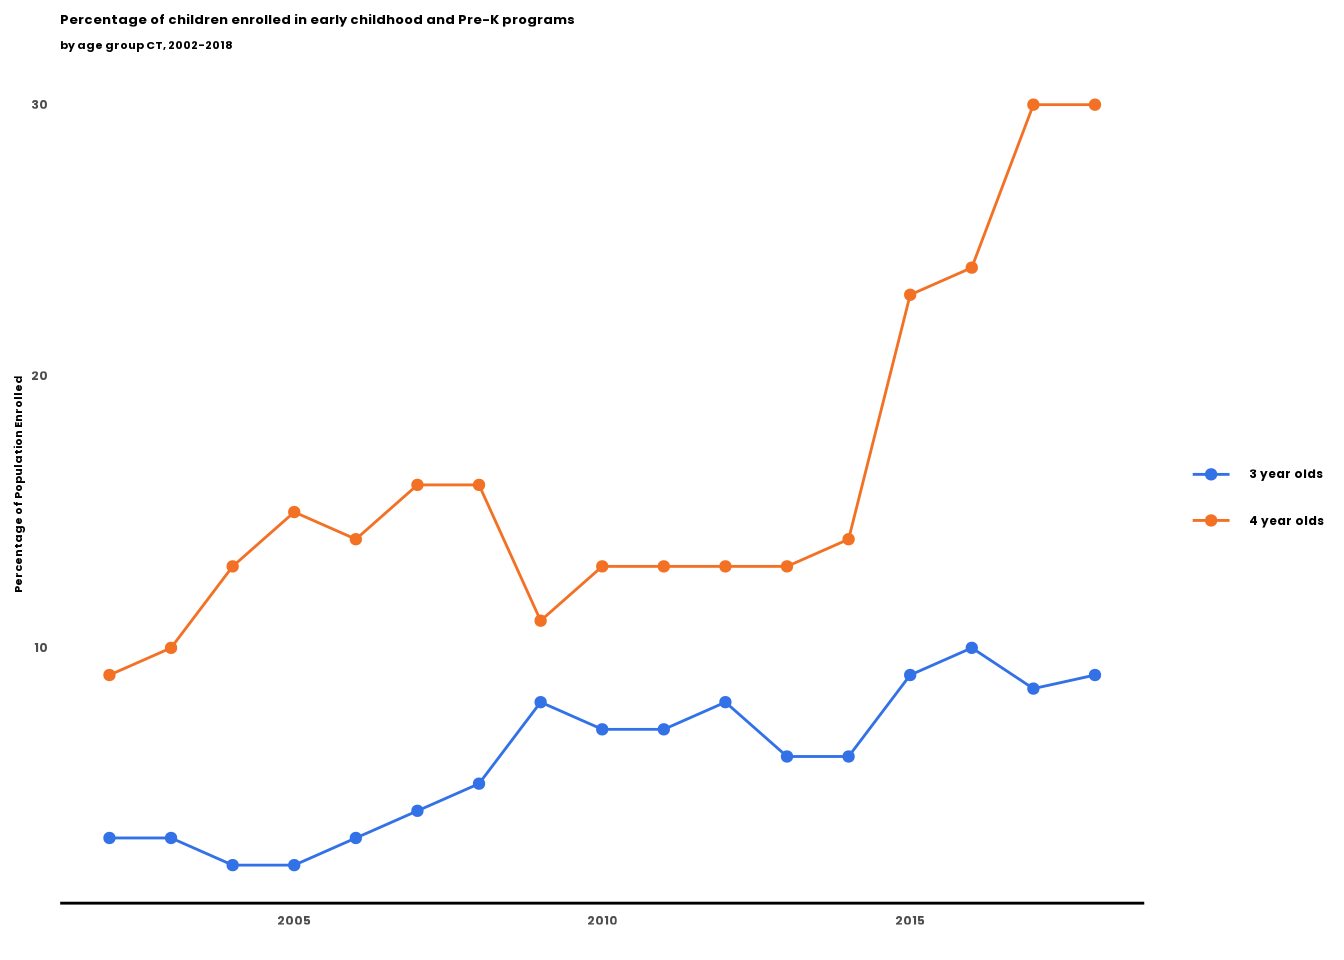 Percentage of children enrolled in early childhood and Pre-K programs
by age group CT, 2002-2018
30
20
10
Percentage of Population Enrolled
2005
2010
2015
3 year olds
4 year olds